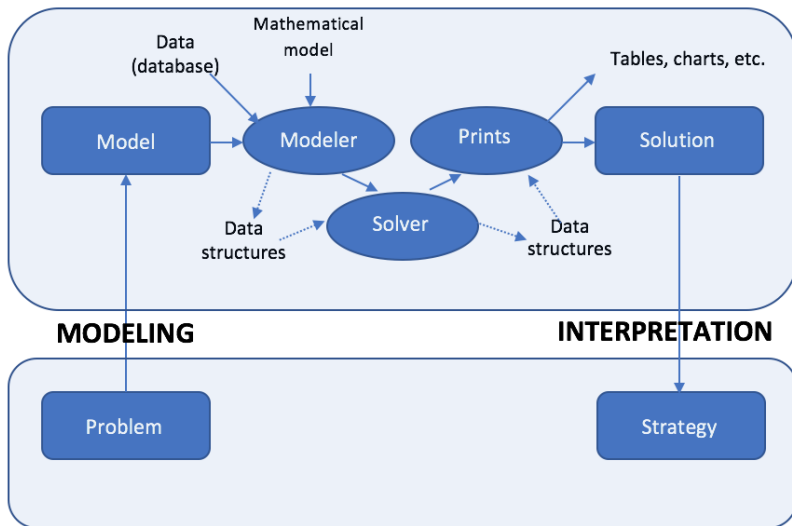 Mathematical
model
Data
(database)
Tables, charts, etc.
Model
Modeler
Prints
Solution
Solver
Data
structures
Data
structures
MODELING
INTERPRETATION
Problem
Strategy